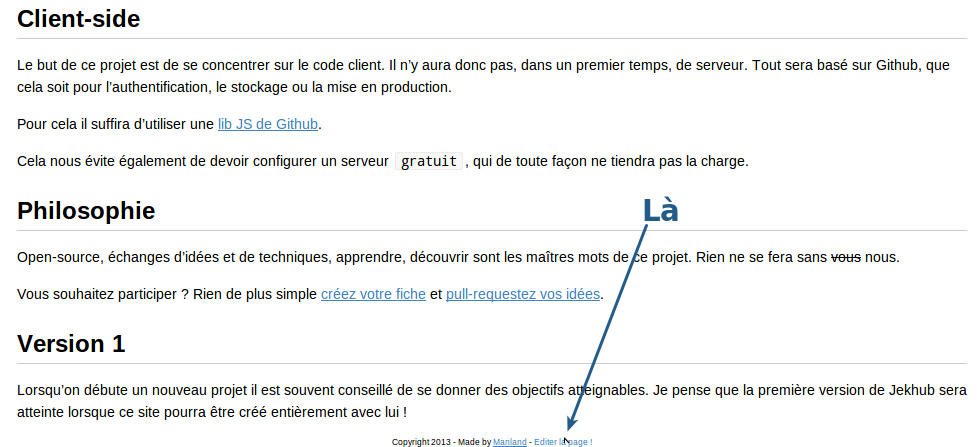 Client-side
Le but de ce projet est de se concentrer sur le code client. Il n'y aura donc pas, dans un premier temps, de serveur. Tout sera basé sur Github, que
cela soit pour l'authentification, le stockage ou la mise en production.
Pour cela il suffira d'utiliser une lib JS de Github.
Cela nous évite également de devoir configurer un serveur gratuit, qui de toute façon ne tiendra pas la charge.
Philosophie
Là
Open-source, échanges d'idées et de techniques, apprendre, découvrir sont les maîtres mots de ce projet. Rien ne se fera sans vous nous.
Vous souhaitez participer ? Rien de plus simple créez votre fiche et pull-requestez vos idées.
Version 1
Lorsqu'on débute un nouveau projet il est souvent conseillé de se donner des objectifs atteignables. Je pense que la première version de Jekhub sera
atteinte lorsque ce site pourra être créé entièrement avec lui !
Copyright 2013 - Made by Manland - Editer la page !